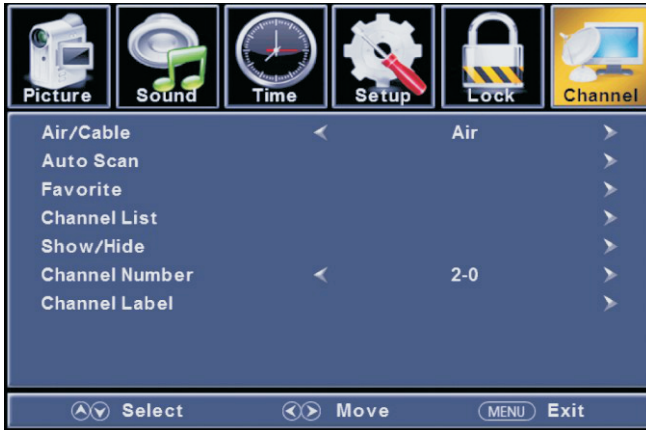 Picture Sound Time Setup Lock Channel
Air/Cable Air
Auto Scan
Favorite
Channel List
Show/Hide
Channel Number 2-0
Channel Label
Select Move MENU Exit